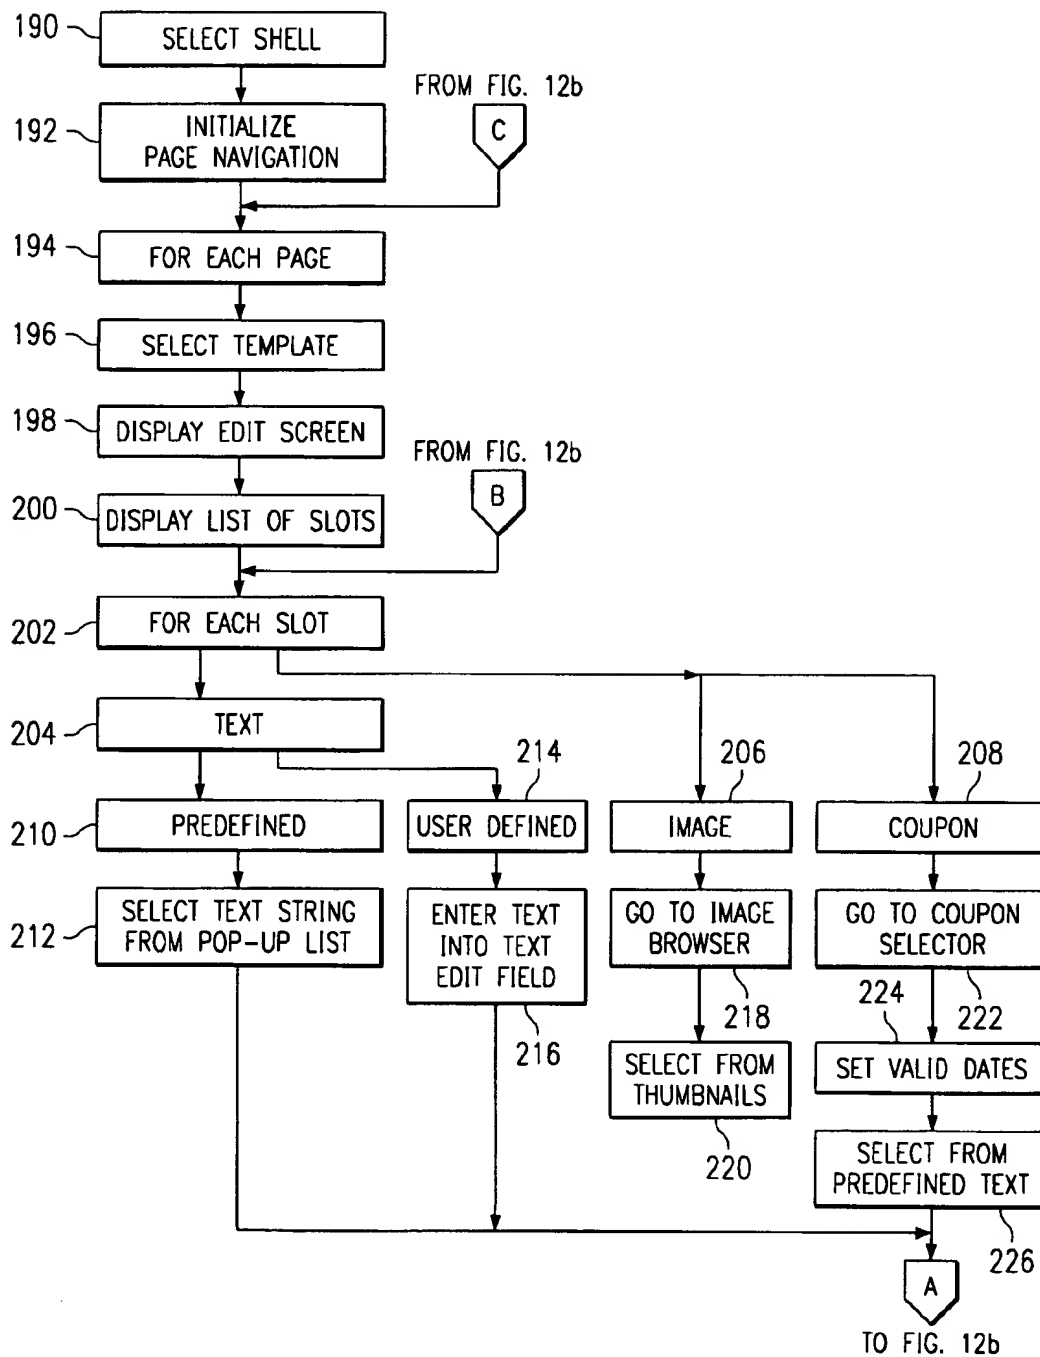 190
SELECT SHELL
FROM FIG. 12b
192
INITIALIZE
PAGE NAVIGATION
C
194
FOR EACH PAGE
196
SELECT TEMPLATE
198
DISPLAY EDIT SCREEN
FROM FIG. 12b
200
DISPLAY LIST OF SLOTS
B
202
FOR EACH SLOT
204
TEXT
214
206
208
210
PREDEFINED
USER DEFINED
IMAGE
COUPON
212
SELECT TEXT STRING
FROM POP-UP LIST
ENTER TEXT
INTO TEXT
EDIT FIELD
216
GO TO IMAGE
BROWSER
218
GO TO COUPON
SELECTOR
222
224
SELECT FROM
THUMBNAILS
220
SET VALID DATES
SELECT FROM
PREDEFINED TEXT
226
A
TO FIG. 12b